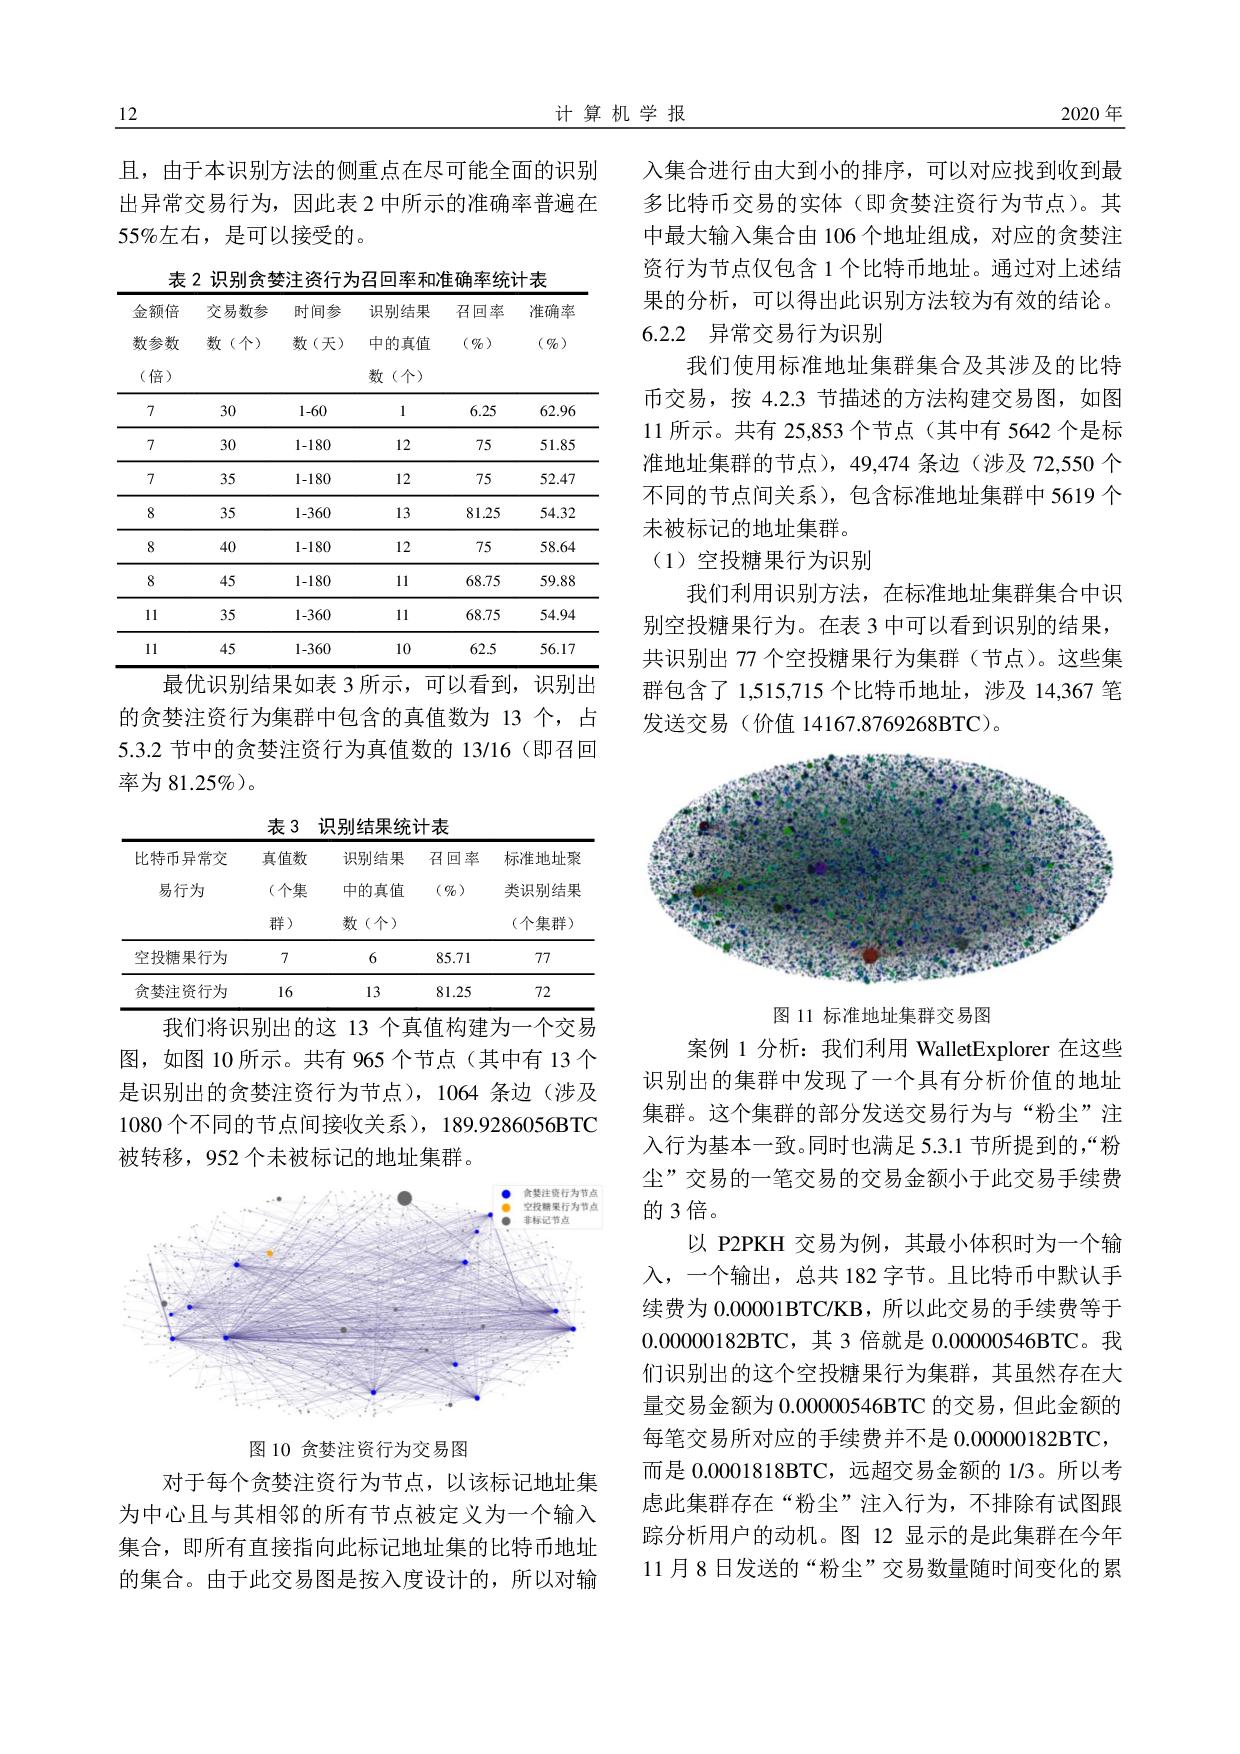 12
计 算 机 学 报
2020 年
且，由于本识别方法的侧重点在尽可能全面的识别
出异常交易行为，因此表 2 中所示的准确率普遍在
55%左右，是可以接受的。
表 2 识别贪婪注资行为召回率和准确率统计表
金额倍 交易数参 时间参 识别结果 召回率 准确率
数参数 数（个） 数（天） 中的真值 （%） （%）
（倍） 数（个）
7 30 1-60 1 6.25 62.96
7 30 1-180 12 75 51.85
7 35 1-180 12 75 52.47
8 35 1-360 13 81.25 54.32
8 40 1-180 12 75 58.64
8 45 1-180 11 68.75 59.88
11 35 1-360 11 68.75 54.94
11 45 1-360 10 62.5 56.17
最优识别结果如表 3 所示，可以看到，识别出
的贪婪注资行为集群中包含的真值数为 13 个，占
5.3.2 节中的贪婪注资行为真值数的 13/16（即召回
率为 81.25%）。
表 3 识别结果统计表
比特币异常交 真值数 识别结果 召回率 标准地址聚
易行为 （个集 中的真值 （%） 类识别结果
群） 数（个） （个集群）
空投糖果行为 7 6 85.71 77
贪婪注资行为 16 13 81.25 72
我们将识别出的这 13 个真值构建为一个交易
图，如图 10 所示。共有 965 个节点（其中有 13 个
是识别出的贪婪注资行为节点），1064 条边（涉及
1080 个不同的节点间接收关系），189.9286056BTC
被转移，952 个未被标记的地址集群。
贪婪注资行为节点
空投糖果行为节点
非标记节点
图 10 贪婪注资行为交易图
对于每个贪婪注资行为节点，以该标记地址集
为中心且与其相邻的所有节点被定义为一个输入
集合，即所有直接指向此标记地址集的比特币地址
的集合。由于此交易图是按入度设计的，所以对输
入集合进行由大到小的排序，可以对应找到收到最
多比特币交易的实体（即贪婪注资行为节点）。其
中最大输入集合由 106 个地址组成，对应的贪婪注
资行为节点仅包含 1 个比特币地址。通过对上述结
果的分析，可以得出此识别方法较为有效的结论。
6.2.2 异常交易行为识别
我们使用标准地址集群集合及其涉及的比特
币交易，按 4.2.3 节描述的方法构建交易图，如图
11 所示。共有 25,853 个节点（其中有 5642 个是标
准地址集群的节点），49,474 条边（涉及 72,550 个
不同的节点间关系），包含标准地址集群中 5619 个
未被标记的地址集群。
（1）空投糖果行为识别
我们利用识别方法，在标准地址集群集合中识
别空投糖果行为。在表 3 中可以看到识别的结果，
共识别出 77 个空投糖果行为集群（节点）。这些集
群包含了 1,515,715 个比特币地址，涉及 14,367 笔
发送交易（价值 14167.8769268BTC）。
图 11 标准地址集群交易图
案例 1 分析：我们利用 WalletExplorer 在这些
识别出的集群中发现了一个具有分析价值的地址
集群。这个集群的部分发送交易行为与“粉尘”注
入行为基本一致。同时也满足 5.3.1 节所提到的，“粉
尘”交易的一笔交易的交易金额小于此交易手续费
的 3 倍。
以 P2PKH 交易为例，其最小体积时为一个输
入，一个输出，总共 182 字节。且比特币中默认手
续费为 0.00001BTC/KB，所以此交易的手续费等于
0.00000182BTC，其 3 倍就是 0.00000546BTC。我
们识别出的这个空投糖果行为集群，其虽然存在大
量交易金额为 0.00000546BTC 的交易，但此金额的
每笔交易所对应的手续费并不是 0.00000182BTC，
而是 0.0001818BTC，远超交易金额的 1/3。所以考
虑此集群存在“粉尘”注入行为，不排除有试图跟
踪分析用户的动机。图 12 显示的是此集群在今年
11 月 8 日发送的“粉尘”交易数量随时间变化的累